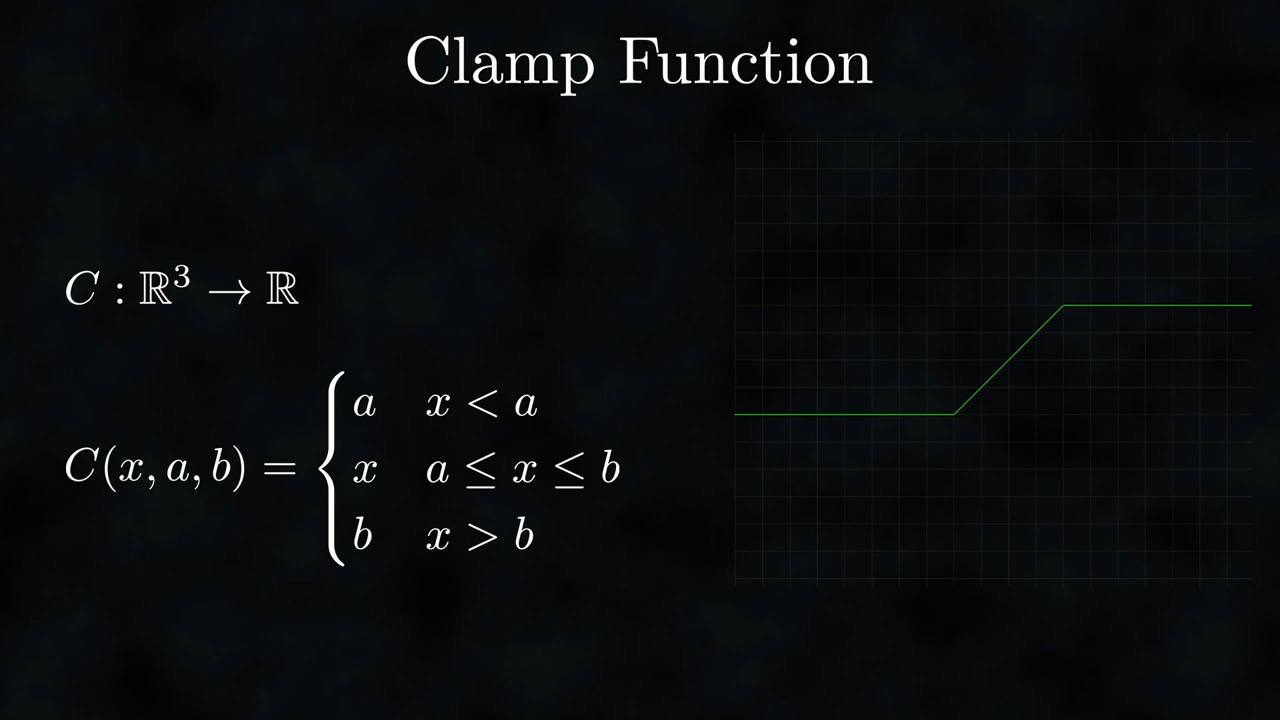 Clamp Function
C : ℝ³ → ℝ
C(x, a, b) = { a x < a
x a ≤ x ≤ b
b x > b